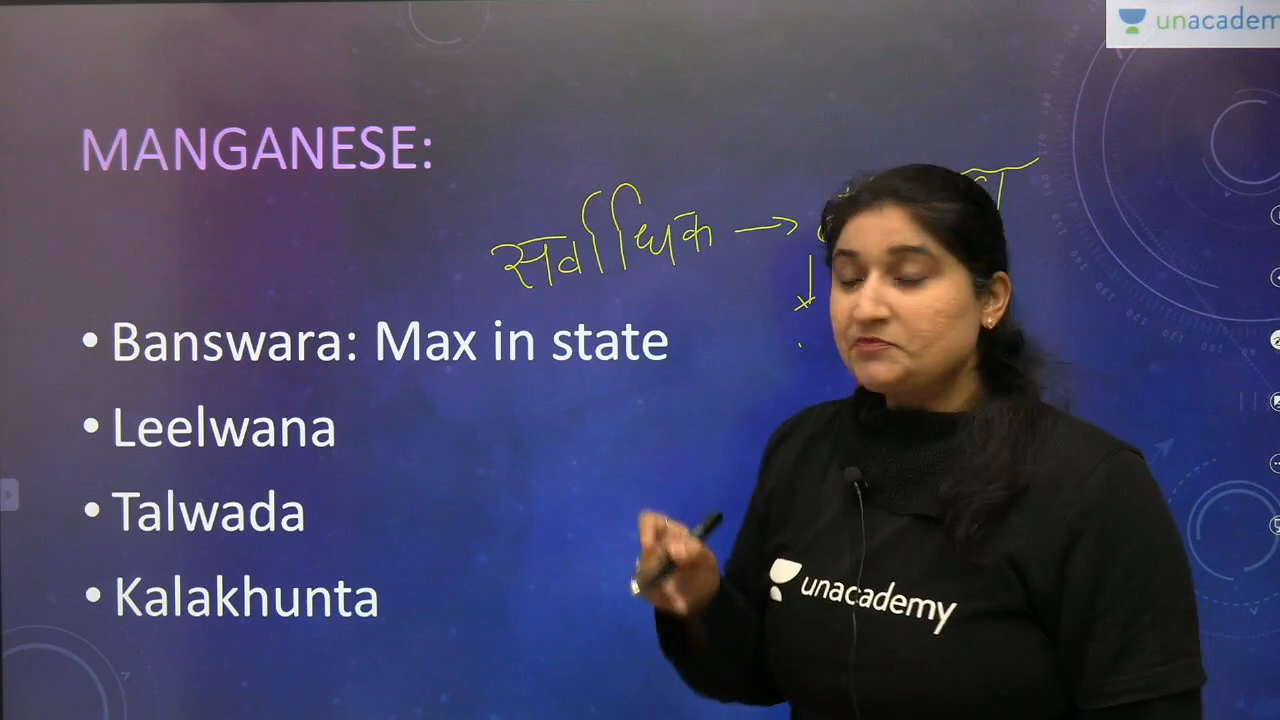 unacadem
MANGANESE:
सर्वाधिक →
• Banswara: Max in state
• Leelwana
• Talwada
• Kalakhunta
unacademy